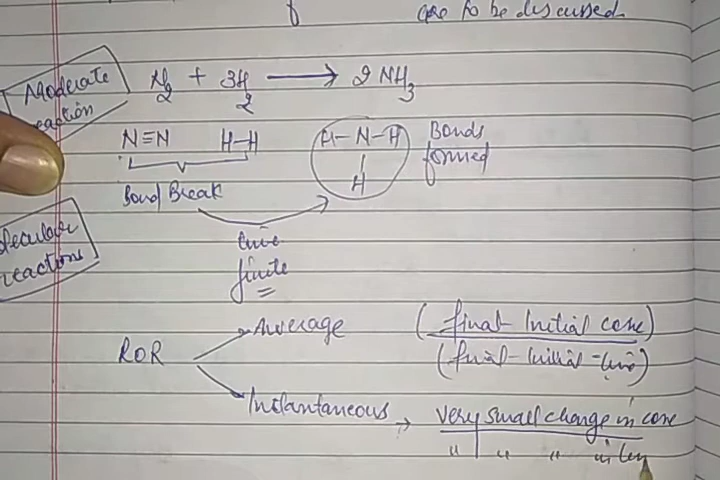 are to be discussed
Moderate reaction
N2 + 3H2 → 2NH3
N≡N H-H
H-N-H
H
Bonds formed
Bond Break
time
finite
molecular reactions
ROR
Average (final-Initial conc)
(final-Initial-time)
Instantaneous → very small change in conc
" " " in